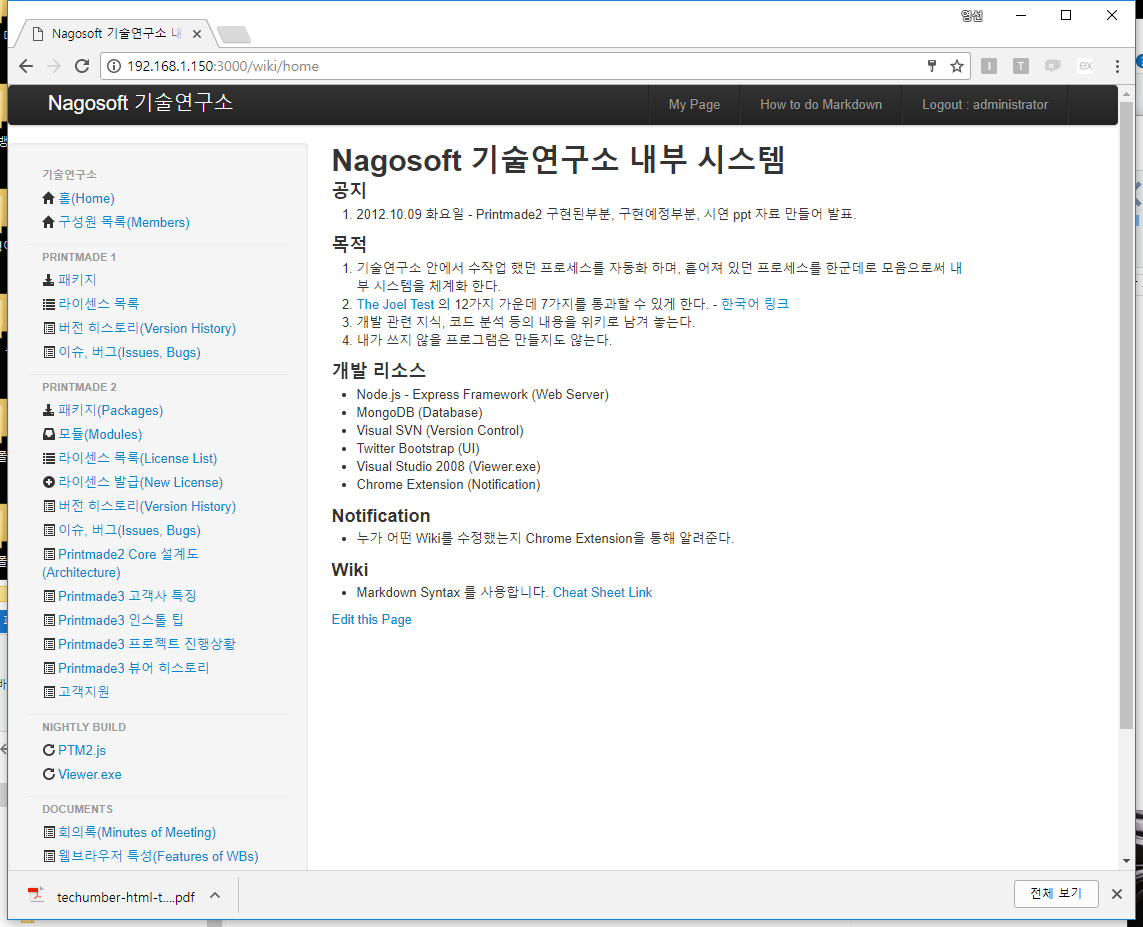 영선
Nagosoft 기술연구소 내
192.168.1.150:3000/wiki/home
Nagosoft 기술연구소
My Page
How to do Markdown
Logout : administrator
기술연구소
홈(Home)
구성원 목록(Members)
PRINTMADE 1
패키지
라이센스 목록
버전 히스토리(Version History)
이슈, 버그(Issues, Bugs)
PRINTMADE 2
패키지(Packages)
모듈(Modules)
라이센스 목록(License List)
라이센스 발급(New License)
버전 히스토리(Version History)
이슈, 버그(Issues, Bugs)
Printmade2 Core 설계도
(Architecture)
Printmade3 고객사 특징
Printmade3 인스톨 팁
Printmade3 프로젝트 진행상황
Printmade3 뷰어 히스토리
고객지원
NIGHTLY BUILD
PTM2.js
Viewer.exe
DOCUMENTS
회의록(Minutes of Meeting)
웹브라우저 특성(Features of WBs)
Nagosoft 기술연구소 내부 시스템
공지
1. 2012.10.09 화요일 - Printmade2 구현된부분, 구현예정부분, 시연 ppt 자료 만들어 발표.
목적
1. 기술연구소 안에서 수작업 했던 프로세스를 자동화 하며, 흩어져 있던 프로세스를 한군데로 모음으로써 내
부 시스템을 체계화 한다.
2. The Joel Test 의 12가지 가운데 7가지를 통과할 수 있게 한다. - 한국어 링크
3. 개발 관련 지식, 코드 분석 등의 내용을 위키로 남겨 놓는다.
4. 내가 쓰지 않을 프로그램은 만들지도 않는다.
개발 리소스
• Node.js - Express Framework (Web Server)
• MongoDB (Database)
• Visual SVN (Version Control)
• Twitter Bootstrap (UI)
• Visual Studio 2008 (Viewer.exe)
• Chrome Extension (Notification)
Notification
• 누가 어떤 Wiki를 수정했는지 Chrome Extension을 통해 알려준다.
Wiki
• Markdown Syntax 를 사용합니다. Cheat Sheet Link
Edit this Page
techumber-html-t....pdf
전체 보기